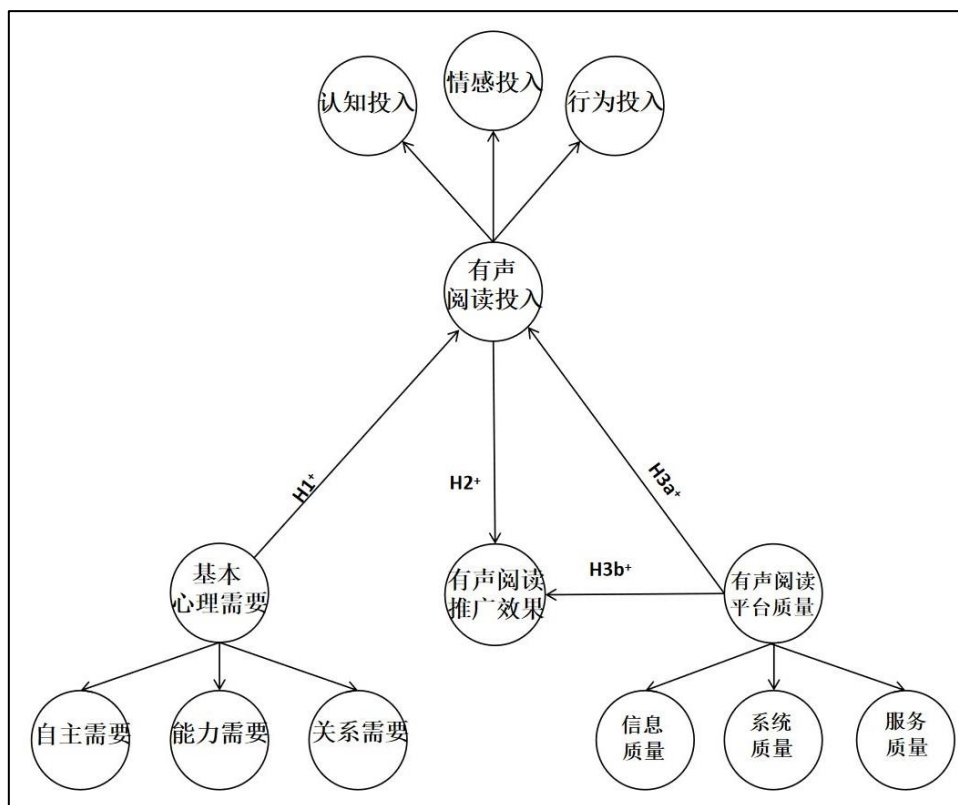 认知投入
情感投入
行为投入
有声
阅读投入
H1⁺
H2⁺
H3a⁺
H3b⁺
基本
心理需要
有声阅读
推广效果
有声阅读
平台质量
自主需要
能力需要
关系需要
信息
质量
系统
质量
服务
质量